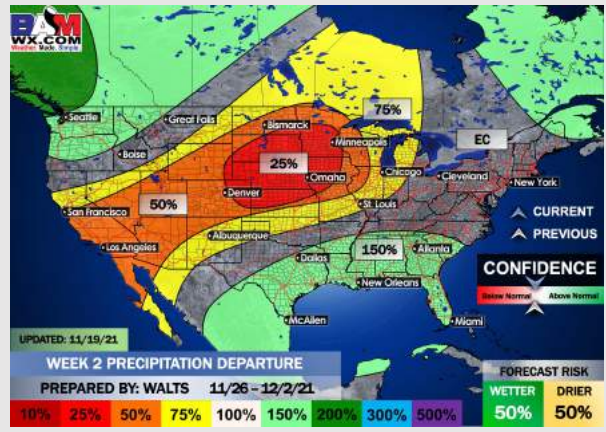 BAM
WX.COM
Weather. Made. Simple.
Seattle
Great Falls
Bismarck
75%
Boise
Minneapolis
EC
25%
Omaha
Chicago
Cleveland
New York
Denver
50%
San Francisco
St. Louis
CURRENT
PREVIOUS
Los Angeles
Albuquerque
150%
Atlanta
Dallas
CONFIDENCE
Below Normal
Above Normal
New Orleans
McAllen
Miami
UPDATED: 11/19/21
WEEK 2 PRECIPITATION DEPARTURE
PREPARED BY: WALTS 11/26 - 12/2/21
FORECAST RISK
WETTER
50%
DRIER
50%
10% 25% 50% 75% 100% 150% 200% 300% 500%